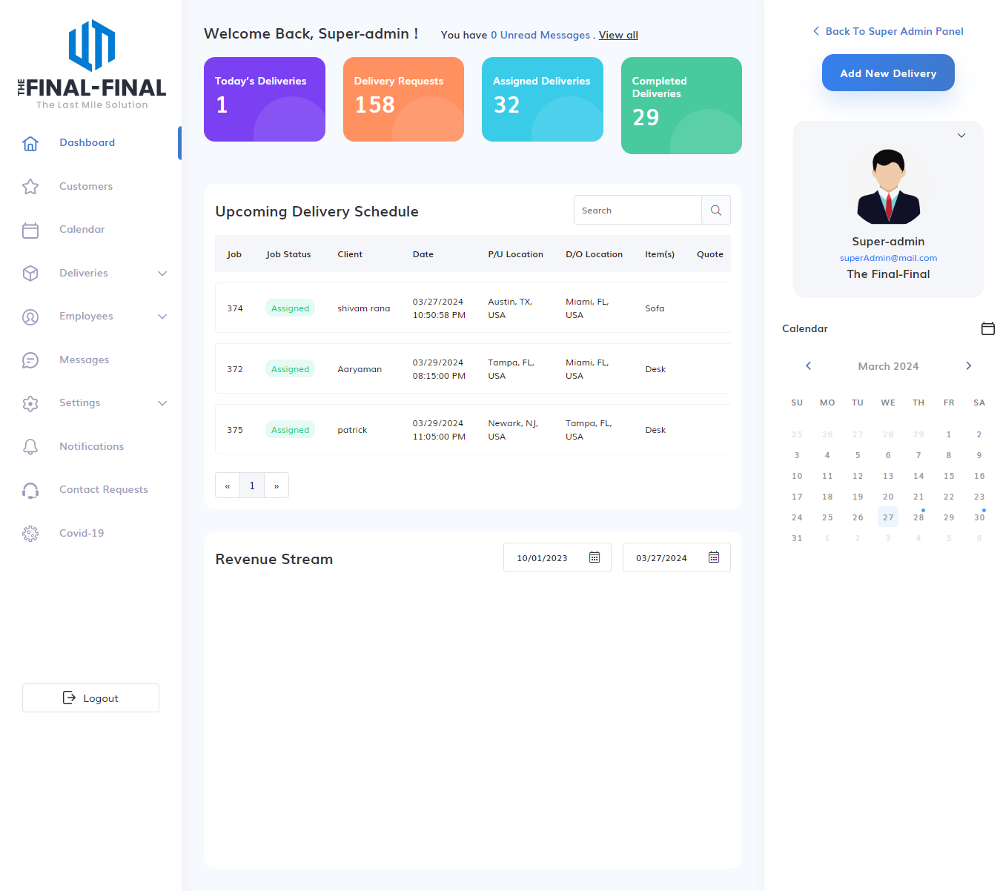 THE FINAL-FINAL
The Last Mile Solution
Dashboard
Customers
Calendar
Deliveries
Employees
Messages
Settings
Notifications
Contact Requests
Covid-19
Logout
Welcome Back, Super-admin ! You have 0 Unread Messages . View all
Today's Deliveries
1
Delivery Requests
158
Assigned Deliveries
32
Completed
Deliveries
29
Upcoming Delivery Schedule
Search
Job Job Status Client Date P/U Location D/O Location Item(s) Quote
374 Assigned shivam rana 03/27/2024 10:50:58 PM Austin, TX, USA Miami, FL, USA Sofa
372 Assigned Aaryaman 03/29/2024 08:15:00 PM Tampa, FL, USA Miami, FL, USA Desk
375 Assigned patrick 03/29/2024 11:05:00 PM Newark, NJ, USA Tampa, FL, USA Desk
« 1 »
Revenue Stream
10/01/2023 03/27/2024
Back To Super Admin Panel
Add New Delivery
Super-admin
superAdmin@mail.com
The Final-Final
Calendar
March 2024
SU MO TU WE TH FR SA
25 26 27 28 29 1 2
3 4 5 6 7 8 9
10 11 12 13 14 15 16
17 18 19 20 21 22 23
24 25 26 27 28 29 30
31 1 2 3 4 5 6